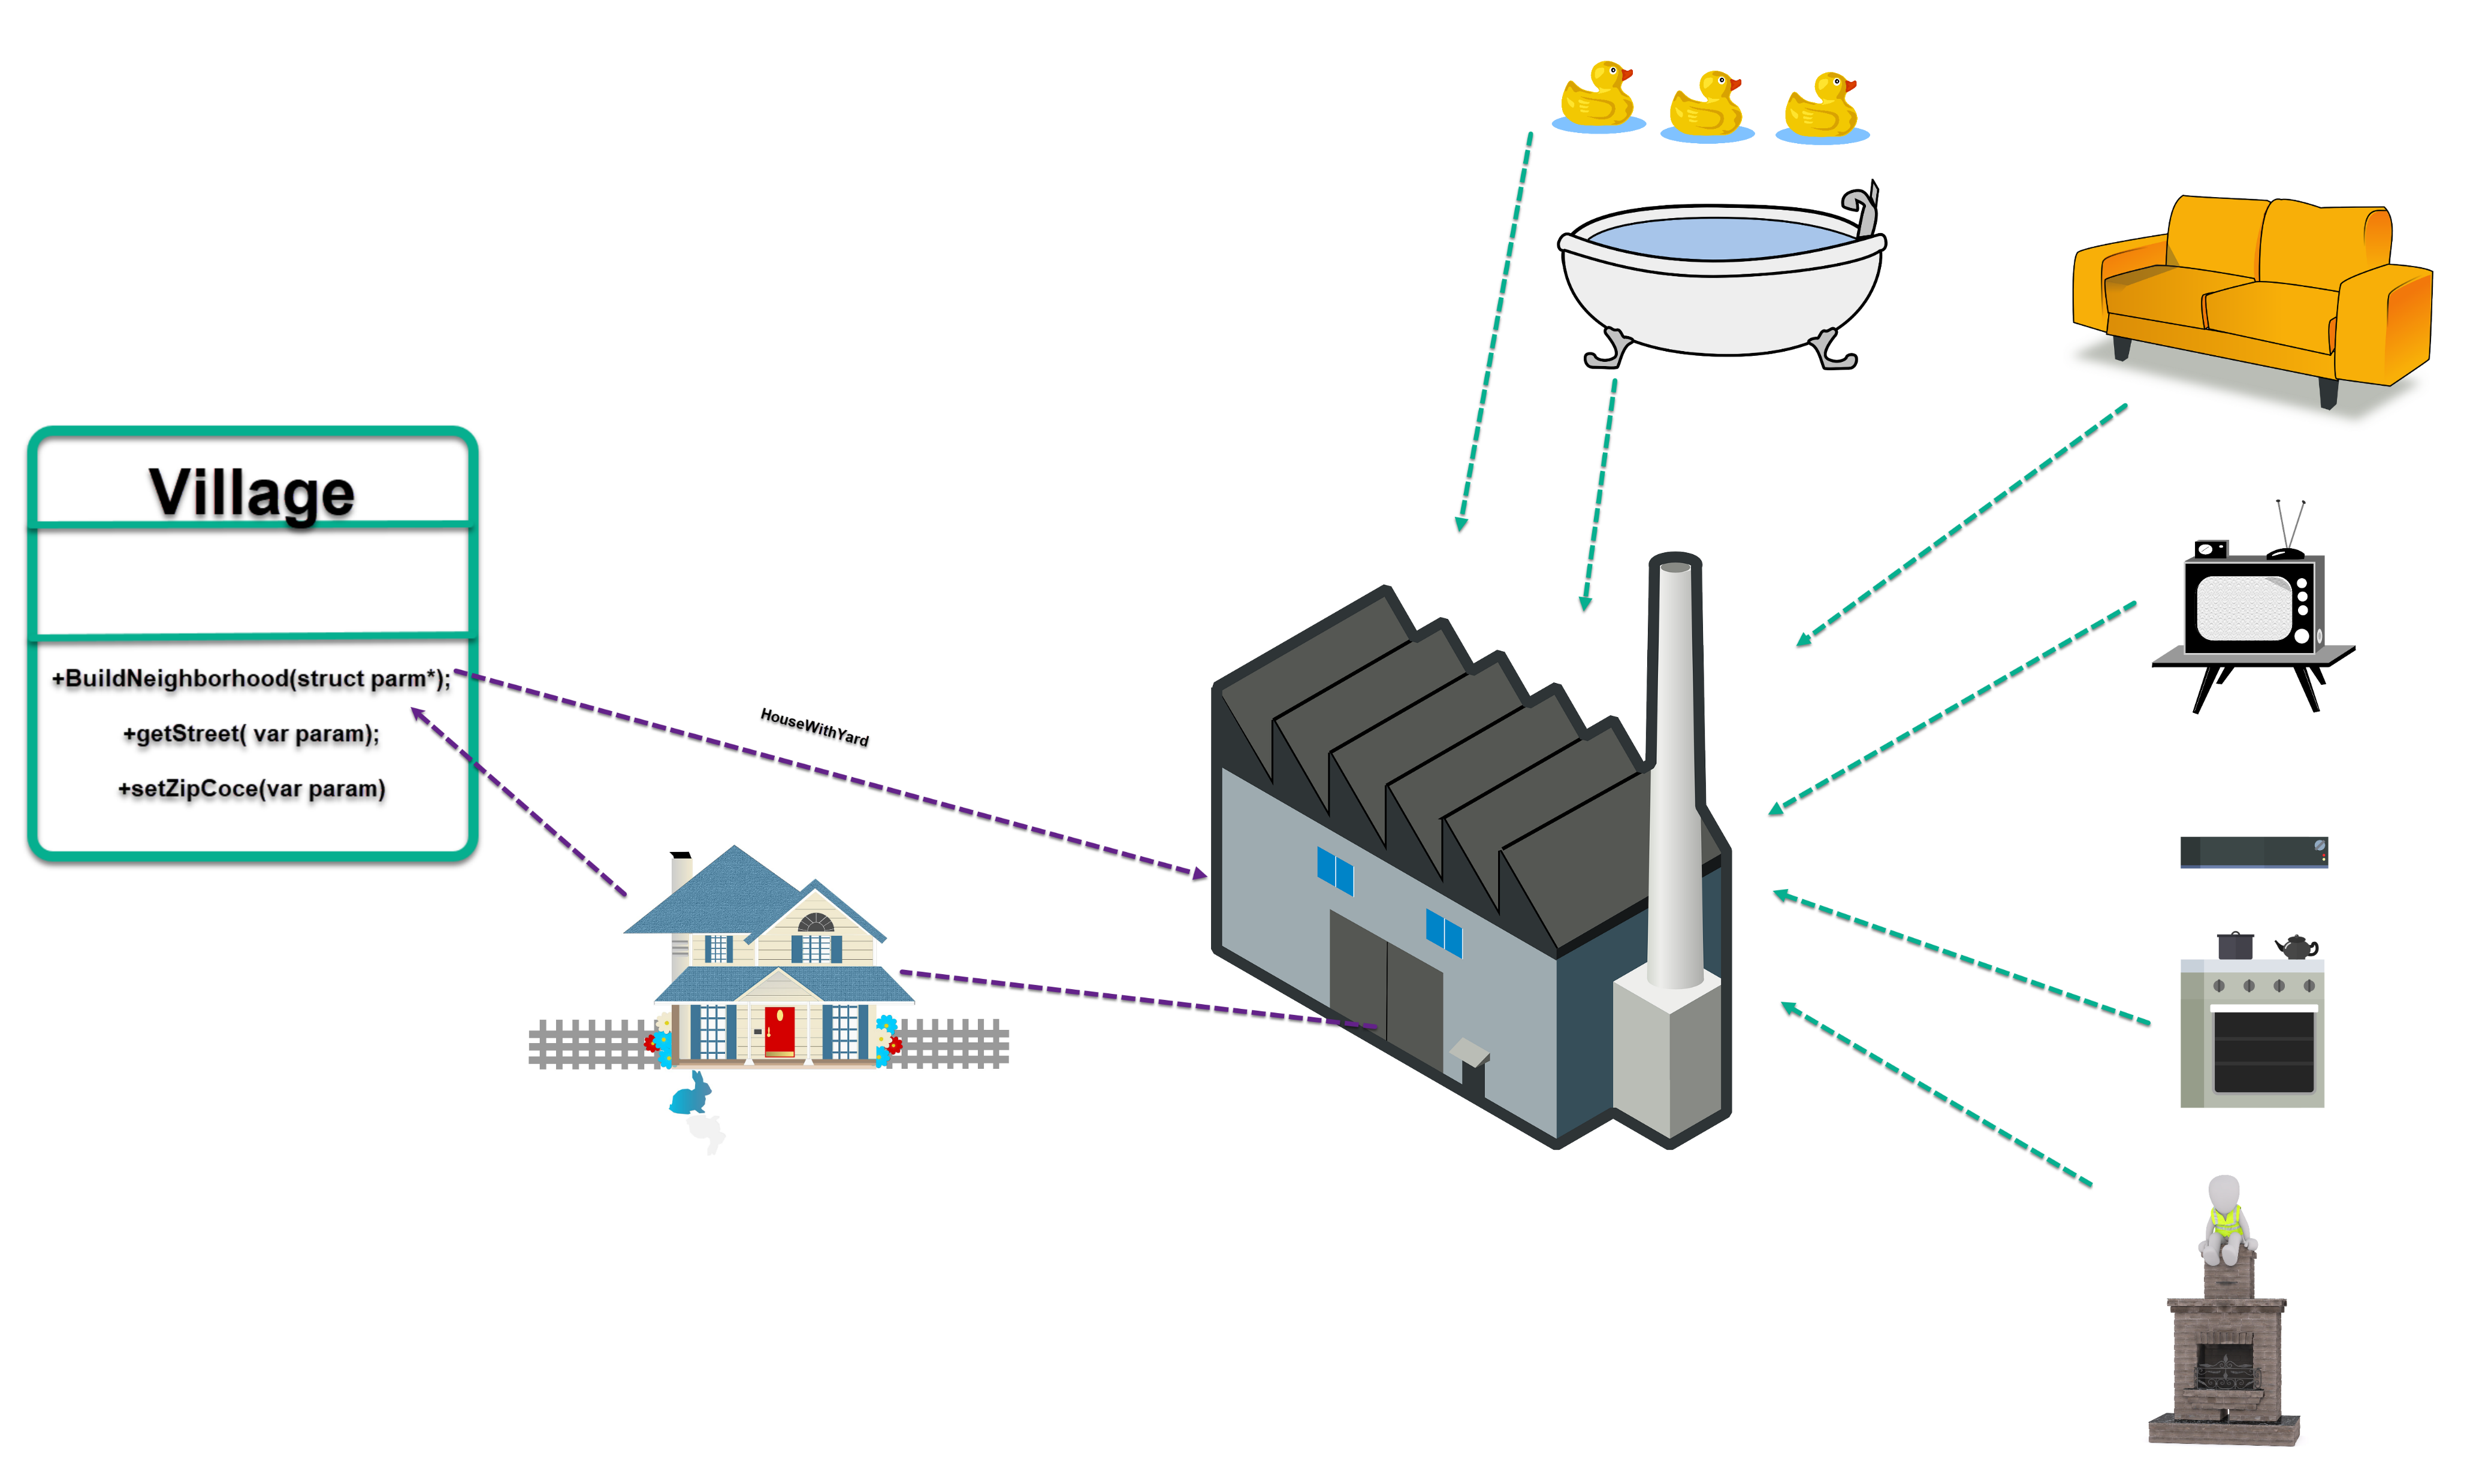 Village
+BuildNeighborhood(struct parm*);
+getStreet( var param);
+setZipCoce(var param)
HouseWithYard